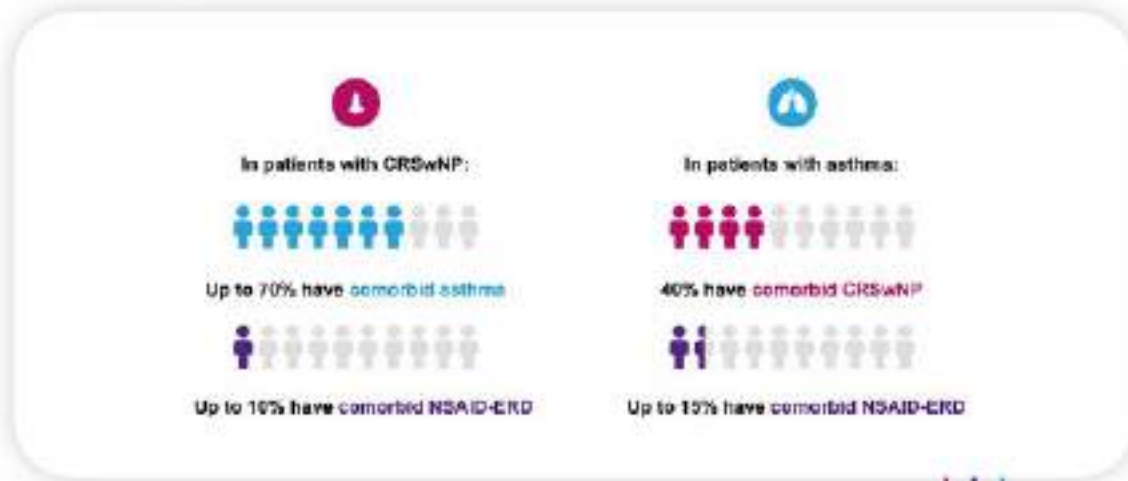 In patients with CRSwNP:
Up to 70% have comorbid asthma
Up to 10% have comorbid NSAID-ERD
In patients with asthma:
40% have comorbid CRSwNP
Up to 15% have comorbid NSAID-ERD